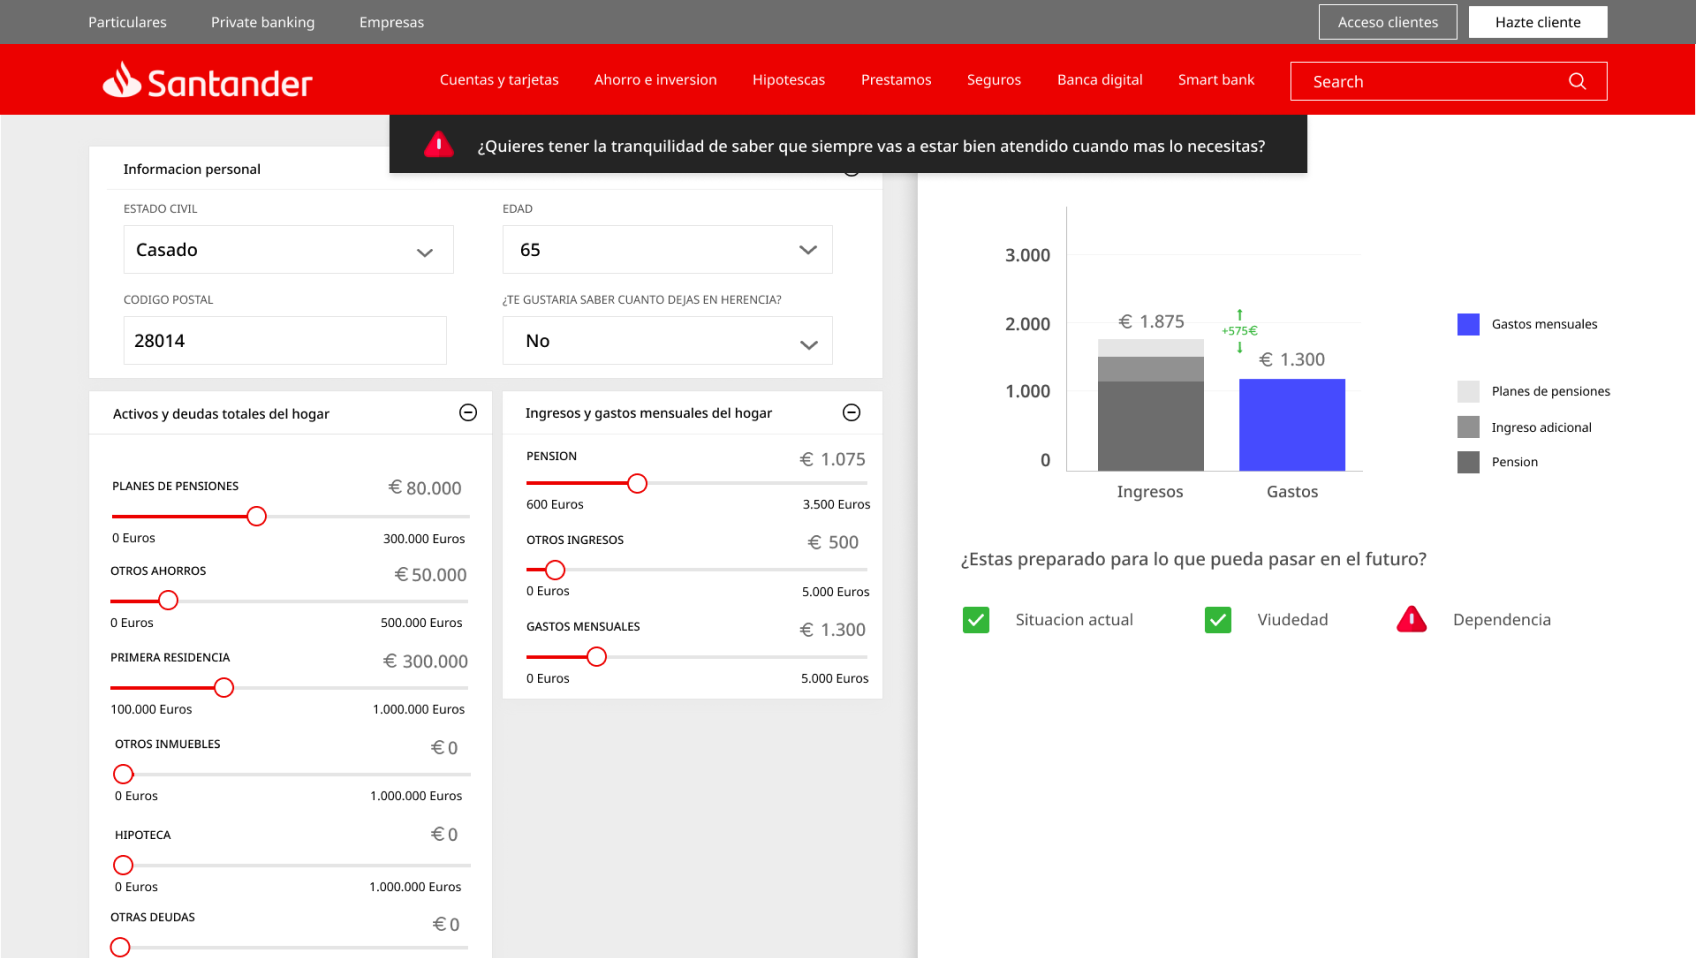 Particulares Private banking Empresas Acceso clientes Hazte cliente
Santander Cuentas y tarjetas Ahorro e inversion Hipotescas Prestamos Seguros Banca digital Smart bank Search
¿Quieres tener la tranquilidad de saber que siempre vas a estar bien atendido cuando mas lo necesitas?
Informacion personal
ESTADO CIVIL EDAD
Casado 65
CODIGO POSTAL ¿TE GUSTARIA SABER CUANTO DEJAS EN HERENCIA?
28014 No
Activos y deudas totales del hogar
PLANES DE PENSIONES € 80.000
0 Euros 300.000 Euros
OTROS AHORROS € 50.000
0 Euros 500.000 Euros
PRIMERA RESIDENCIA € 300.000
100.000 Euros 1.000.000 Euros
OTROS INMUEBLES € 0
0 Euros 1.000.000 Euros
HIPOTECA € 0
0 Euros 1.000.000 Euros
OTRAS DEUDAS € 0
Ingresos y gastos mensuales del hogar
PENSION € 1.075
600 Euros 3.500 Euros
OTROS INGRESOS € 500
0 Euros 5.000 Euros
GASTOS MENSUALES € 1.300
0 Euros 5.000 Euros
3.000
2.000
1.000
0
€ 1.875
+575€
€ 1.300
Ingresos Gastos
Gastos mensuales
Planes de pensiones
Ingreso adicional
Pension
¿Estas preparado para lo que pueda pasar en el futuro?
Situacion actual Viudedad Dependencia